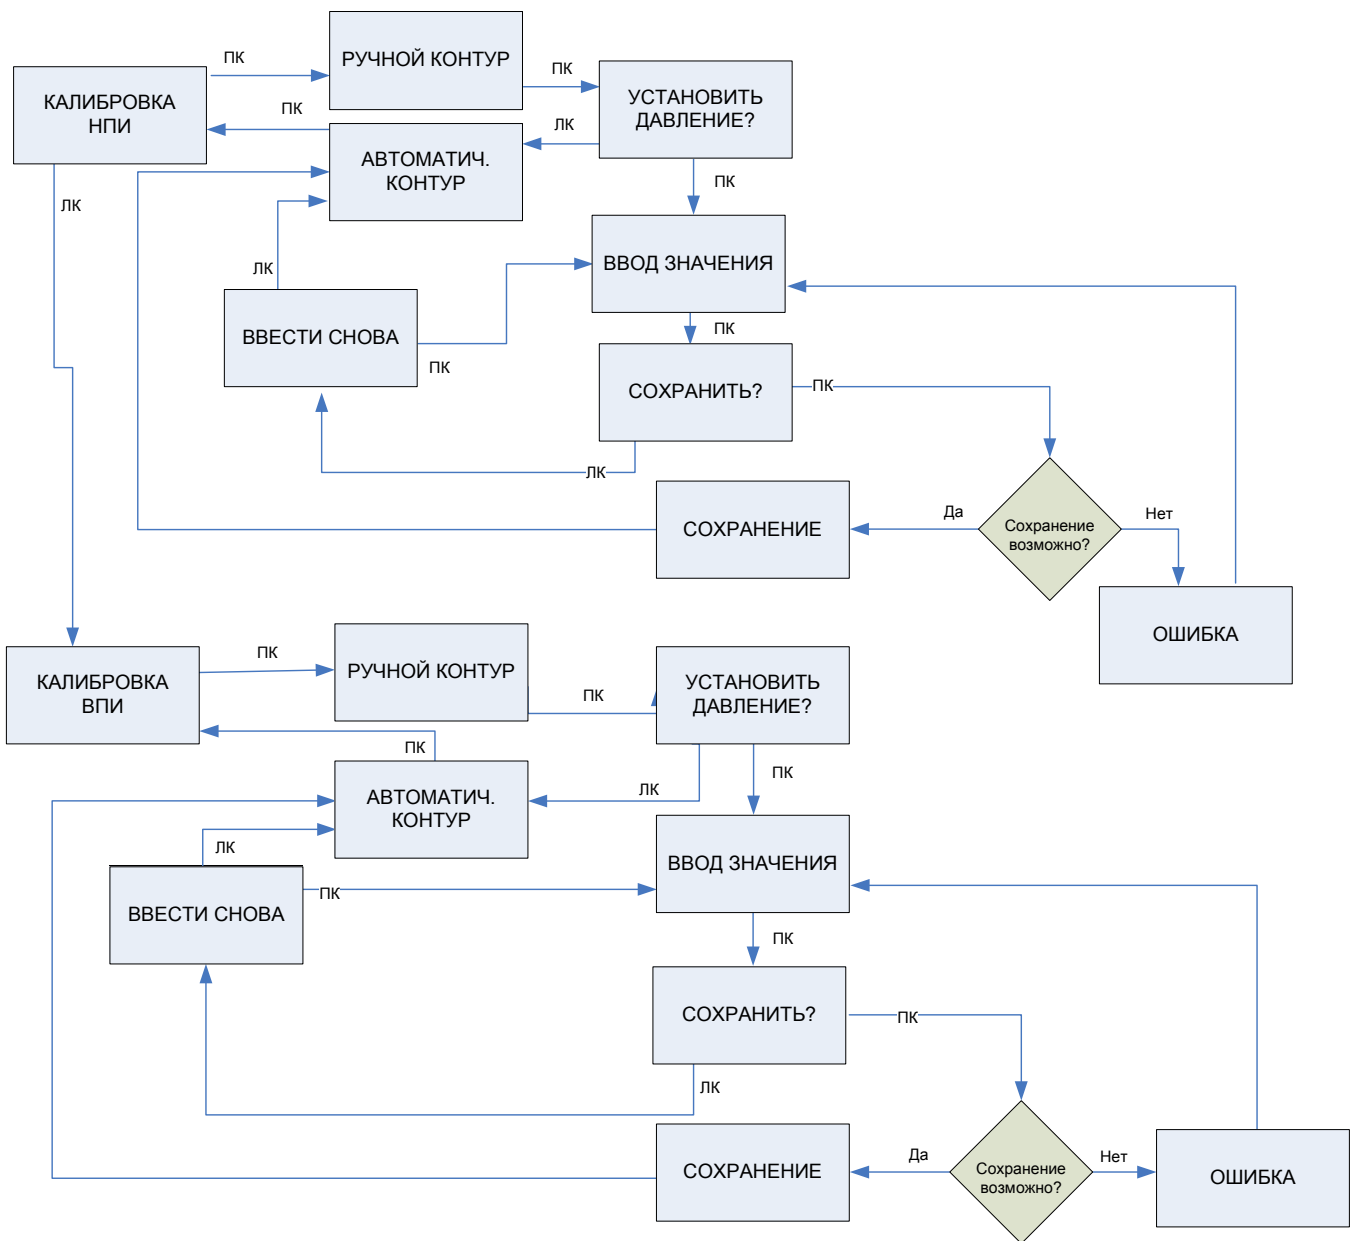 ПК
РУЧНОЙ КОНТУР
ПК
КАЛИБРОВКА
НПИ
УСТАНОВИТЬ
ДАВЛЕНИЕ?
ПК
ЛК
АВТОМАТИЧ.
КОНТУР
ПК
ЛК
ВВОД ЗНАЧЕНИЯ
ЛК
ПК
ВВЕСТИ СНОВА
ПК
СОХРАНИТЬ?
ПК
ЛК
СОХРАНЕНИЕ
Да
Сохранение
возможно?
Нет
ОШИБКА
ПК
РУЧНОЙ КОНТУР
КАЛИБРОВКА
ВПИ
ПК
УСТАНОВИТЬ
ДАВЛЕНИЕ?
ПК
ПК
АВТОМАТИЧ.
КОНТУР
ЛК
ЛК
ВВОД ЗНАЧЕНИЯ
ПК
ВВЕСТИ СНОВА
ПК
СОХРАНИТЬ?
ПК
ЛК
СОХРАНЕНИЕ
Да
Сохранение
возможно?
Нет
ОШИБКА